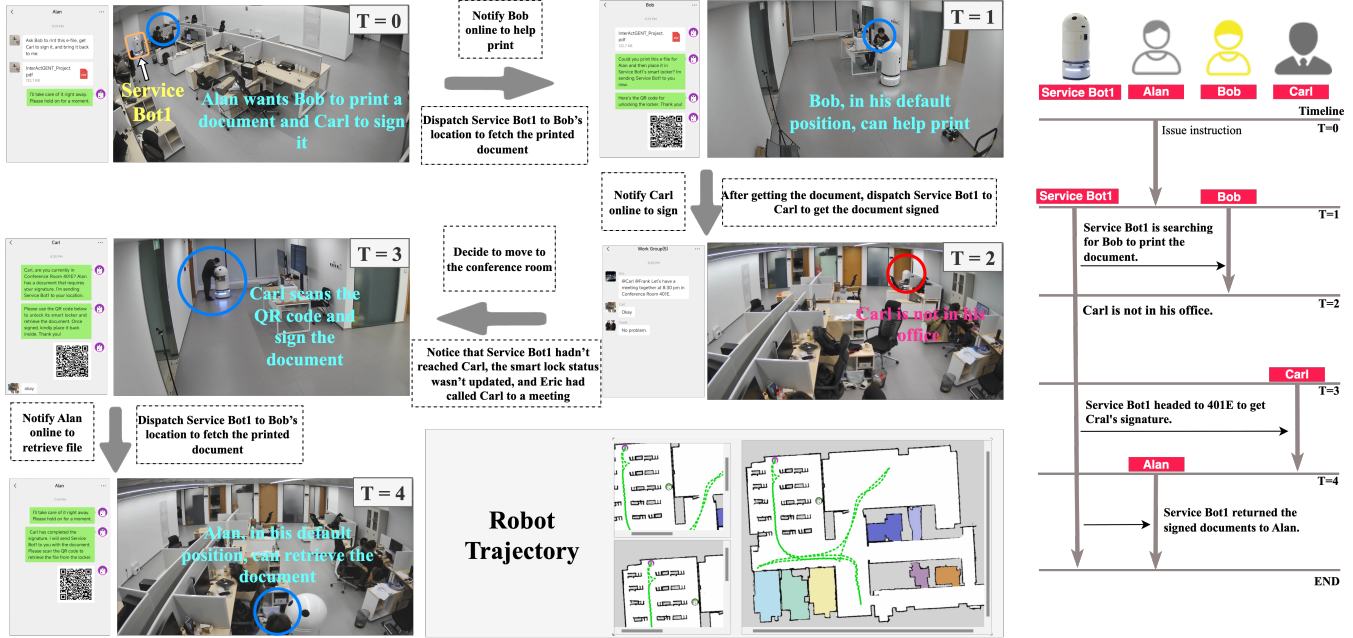 Alan
Ask Bob to rint this e-file, get
Carl to sign it, and bring it back
to me.
InterActGENT_Project.
pdf
I'll take care of it right away.
Please hold on for a moment.
T = 0
Service
Bot1
Alan wants Bob to print a
document and Carl to sign
it
Notify Bob
online to help
print
Dispatch Service Bot1 to Bob's
location to fetch the printed
document
Bob
InterActGENT_Project.
pdf
Could you print this e-file for
Alan and then place it in
Service Bot1's smart locker? I'm
sending Service Bot1 to you
now.
Here's the QR code for
unlocking the locker. Thank you!
T = 1
Bob, in his default
position, can help print
Notify Carl
online to sign
After getting the document, dispatch Service Bot1 to
Carl to get the document signed
Work Group(5)
@Carl @Frank Let's have a
meeting together at 8:30 pm in
Conference Room 401E.
Okay
No problem.
T = 2
Carl is not in his
office
Decide to move to
the conference room
Notice that Service Bot1 hadn't
reached Carl, the smart lock status
wasn't updated, and Eric had
called Carl to a meeting
Carl
Carl, are you currently in
Conference Room 401E? Alan
has a document that requires
your signature. I'm sending
Service Bot1 to your location.
Please use the QR code below
to unlock its smart locker and
retrieve the document. Once
signed, kindly place it back
inside. Thank you!
okay
T = 3
Carl scans the
QR code and
sign the
document
Notify Alan
online to
retrieve file
Dispatch Service Bot1 to Bob's
location to fetch the printed
document
Alan
I'll take care of it right away.
Please hold on for a moment.
Carl has completed the
signature. I will send Service
Bot1 to you with the document.
Please scan the QR code to
retrieve the file from the locker.
T = 4
Alan, in his default
position, can retrieve the
document
Robot
Trajectory
Service Bot1
Alan
Bob
Carl
Timeline
T=0
Issue instruction
Service Bot1
Bob
T=1
Service Bot1 is searching
for Bob to print the
document.
T=2
Carl is not in his office.
Carl
T=3
Service Bot1 headed to 401E to get
Cral's signature.
Alan
T=4
Service Bot1 returned the
signed documents to Alan.
END